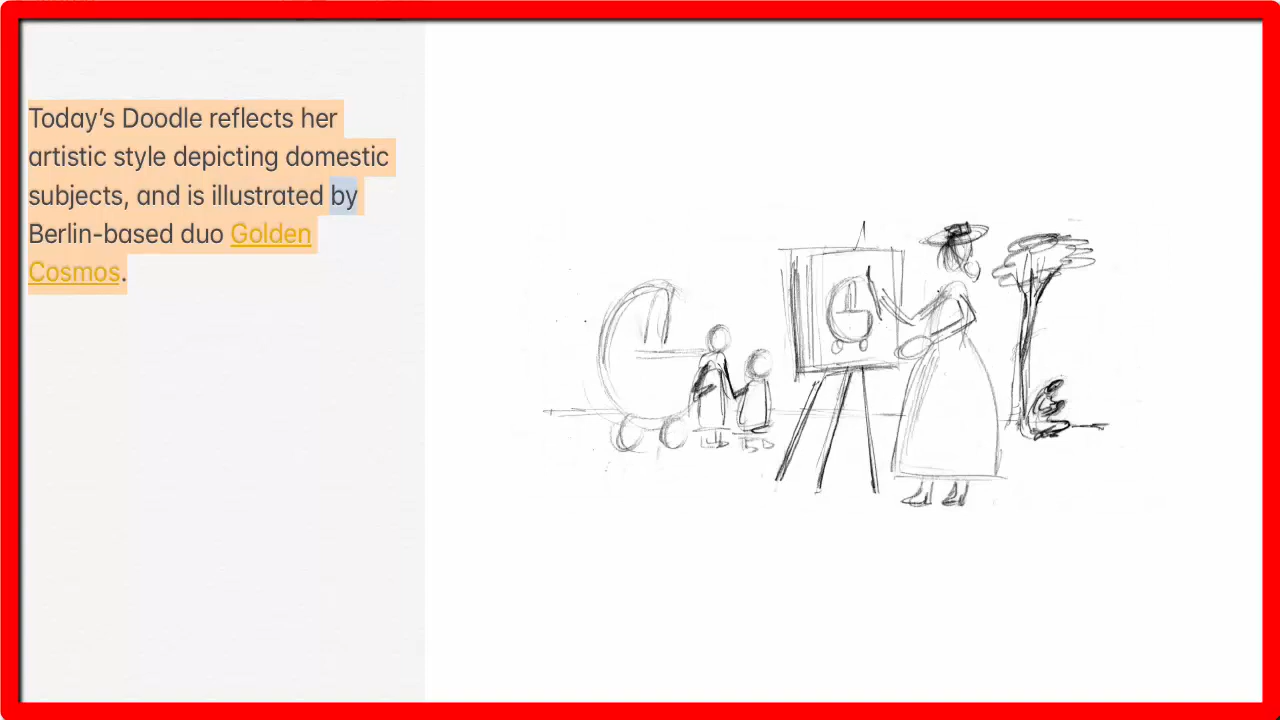 Today’s Doodle reflects her
artistic style depicting domestic
subjects, and is illustrated by
Berlin-based duo Golden
Cosmos.